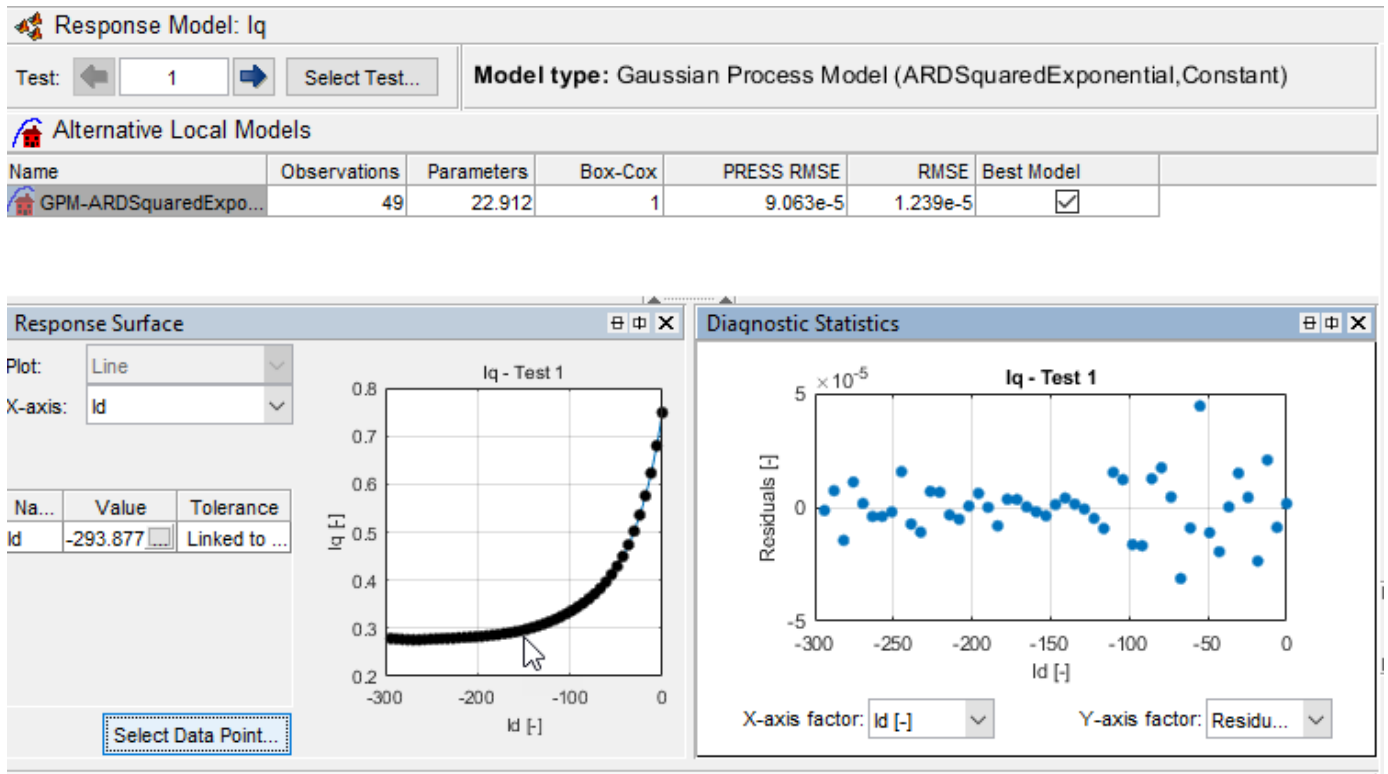 Response Model: Iq
Test: 1 Select Test... Model type: Gaussian Process Model (ARDSquaredExponential,Constant)
Alternative Local Models
Name Observations Parameters Box-Cox PRESS RMSE RMSE Best Model
GPM-ARDSquaredExpo... 49 22.912 1 9.063e-5 1.239e-5
Response Surface
Plot: Line
X-axis: Id
Na... Value Tolerance
Id -293.877 ... Linked to ...
Select Data Point...
Iq - Test 1
0.8
0.7
0.6
0.5
0.4
0.3
0.2
Iq [-]
-300 -200 -100 0
Id [-]
Diagnostic Statistics
×10-5
Iq - Test 1
5
0
-5
Residuals [-]
-300 -250 -200 -150 -100 -50 0
Id [-]
X-axis factor: Id [-] Y-axis factor: Residu...